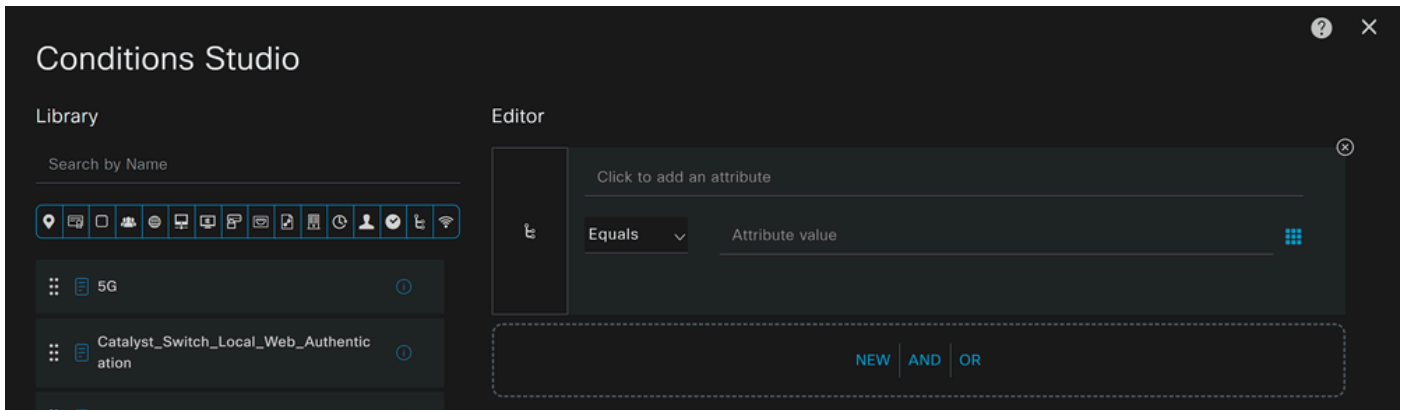 Conditions Studio
Library
Search by Name
5G
Catalyst_Switch_Local_Web_Authentic
ation
Editor
Click to add an attribute
Equals
Attribute value
NEW AND OR